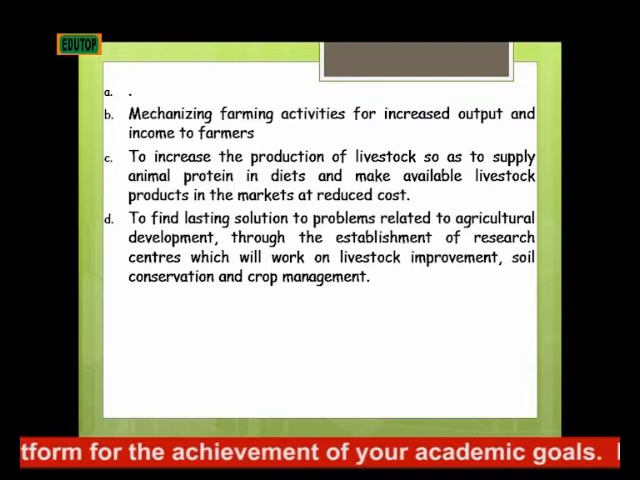 EDUTOP
a. .
b. Mechanizing farming activities for increased output and
income to farmers
c. To increase the production of livestock so as to supply
animal protein in diets and make available livestock
products in the markets at reduced cost.
d. To find lasting solution to problems related to agricultural
development, through the establishment of research
centres which will work on livestock improvement, soil
conservation and crop management.
tform for the achievement of your academic goals.